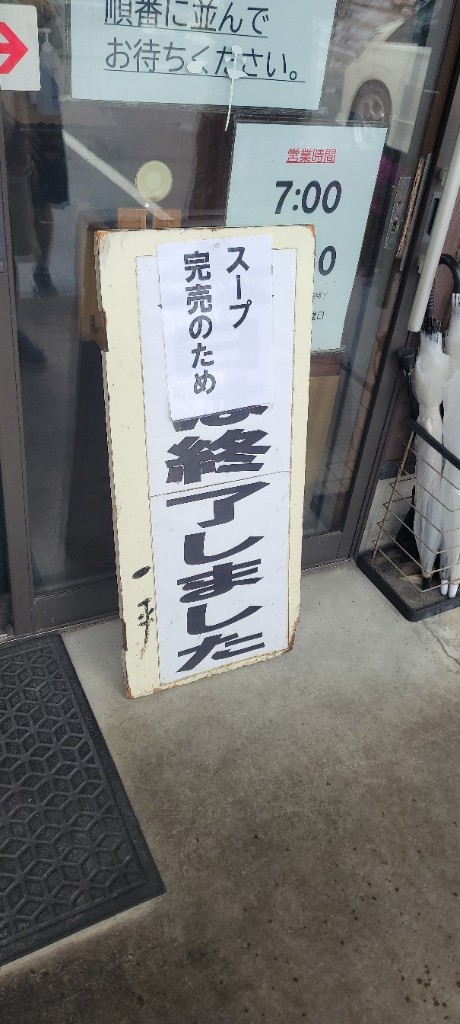 順番に並んで
お待ちください。
営業時間
7:00
0
スープ
完売のため
終了しました